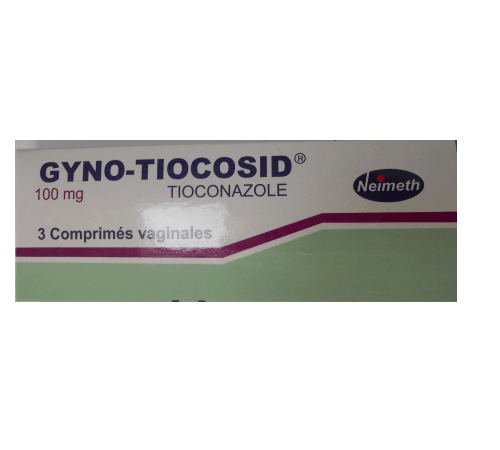 GYNO-TIOCOSID®
100 mg
TIOCONAZOLE
Neimeth
3 Comprimés vaginales